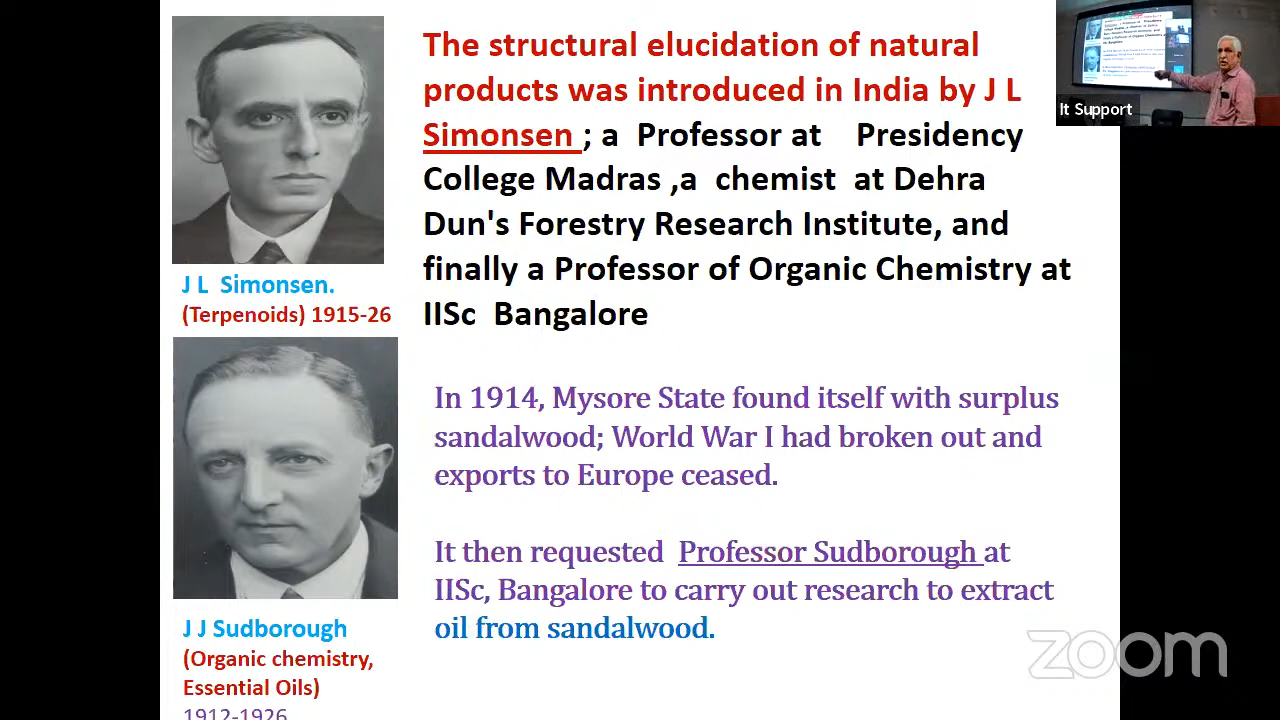 The structural elucidation of natural
products was introduced in India by J L
Simonsen ; a Professor at Presidency
College Madras ,a chemist at Dehra
Dun's Forestry Research Institute, and
finally a Professor of Organic Chemistry at
IISc Bangalore
J L Simonsen.
(Terpenoids) 1915-26
In 1914, Mysore State found itself with surplus
sandalwood; World War I had broken out and
exports to Europe ceased.
It then requested Professor Sudborough at
IISc, Bangalore to carry out research to extract
oil from sandalwood.
J J Sudborough
(Organic chemistry,
Essential Oils)
1912-1926
It Support
zoom